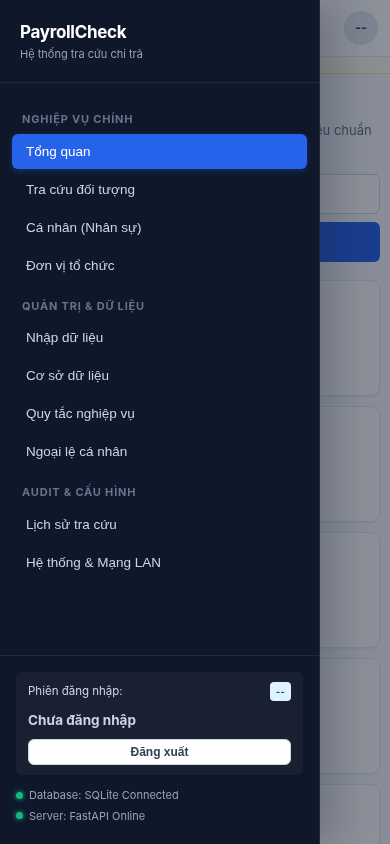 PayrollCheck
Hệ thống tra cứu chi trả
--
NGHIỆP VỤ CHÍNH
Tổng quan
chuẩn
Tra cứu đối tượng
Cá nhân (Nhân sự)
Đơn vị tổ chức
QUẢN TRỊ & DỮ LIỆU
Nhập dữ liệu
Cơ sở dữ liệu
Quy tắc nghiệp vụ
Ngoại lệ cá nhân
AUDIT & CẤU HÌNH
Lịch sử tra cứu
Hệ thống & Mạng LAN
Phiên đăng nhập: --
Chưa đăng nhập
Đăng xuất
Database: SQLite Connected
Server: FastAPI Online